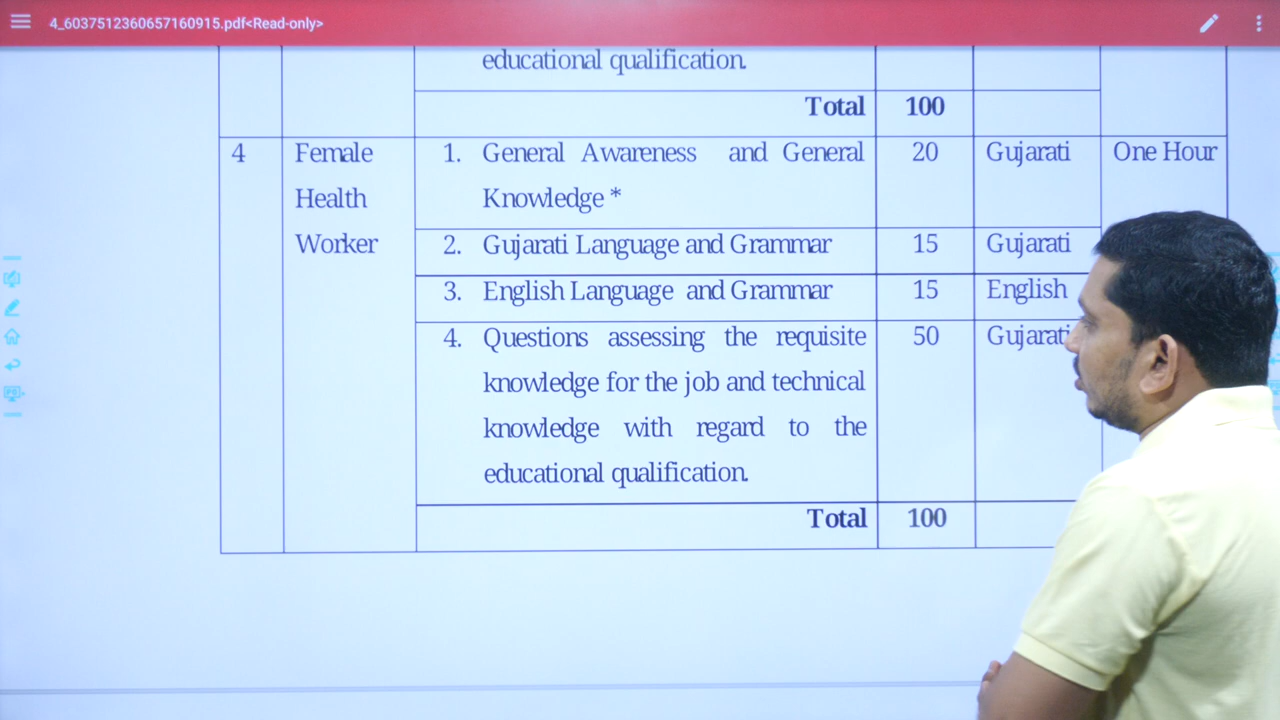 4_6037512360657160915.pdf<Read-only>
educational qualification.
Total 100
4 Female 1. General Awareness and General 20 Gujarati One Hour
Health Knowledge *
Worker 2. Gujarati Language and Grammar 15 Gujarati
3. English Language and Grammar 15 English
4. Questions assessing the requisite 50 Gujarati
knowledge for the job and technical
knowledge with regard to the
educational qualification.
Total 100